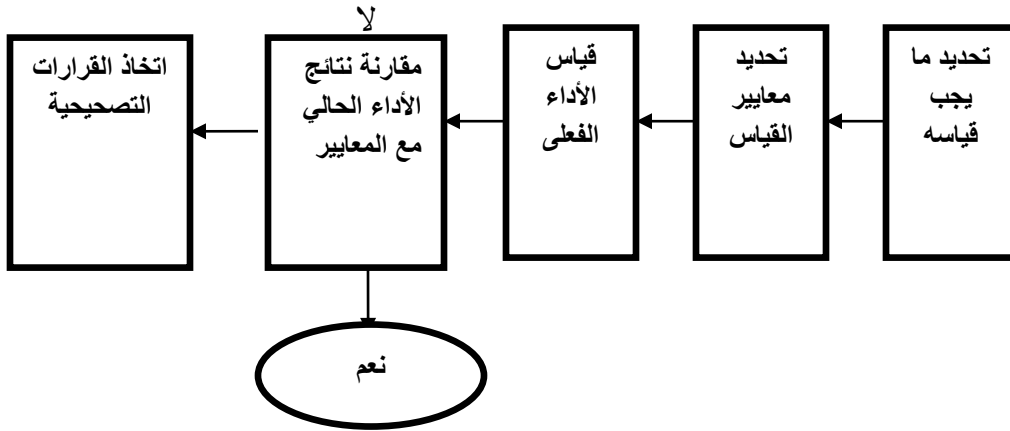 لا
تحديد ما
يجب
قياسه
تحديد
معايير
القياس
قياس
الأداء
الفعلى
مقارنة نتائج
الأداء الحالي
مع المعايير
اتخاذ القرارات
التصحيحية
نعم